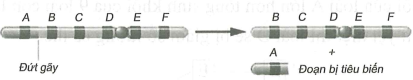 A B C D E F
B C D E F
Đứt gãy
A +
Đoạn bị tiêu biến